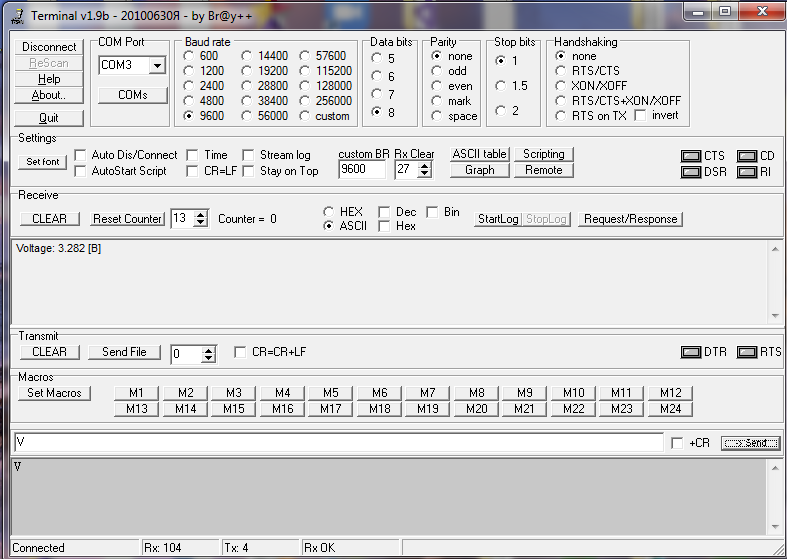 Terminal v1.9b - 20100630Я - by Br@y++
Disconnect
ReScan
Help
About..
Quit
COM Port
COM3
COMs
Baud rate
600 14400 57600
1200 19200 115200
2400 28800 128000
4800 38400 256000
9600 56000 custom
Data bits
5
6
7
8
Parity
none
odd
even
mark
space
Stop bits
1
1.5
2
Handshaking
none
RTS/CTS
XON/XOFF
RTS/CTS+XON/XOFF
RTS on TX invert
Settings
Set font
Auto Dis/Connect Time Stream log
AutoStart Script CR=LF Stay on Top
custom BR Rx Clear
9600 27
ASCII table Scripting
Graph Remote
CTS CD
DSR RI
Receive
CLEAR Reset Counter 13 Counter = 0
HEX Dec Bin
ASCII Hex
StartLog StopLog Request/Response
Voltage: 3.282 [B]
Transmit
CLEAR Send File 0 CR=CR+LF DTR RTS
Macros
Set Macros
M1 M2 M3 M4 M5 M6 M7 M8 M9 M10 M11 M12
M13 M14 M15 M16 M17 M18 M19 M20 M21 M22 M23 M24
V +CR -> Send
V
Connected Rx: 104 Tx: 4 Rx OK